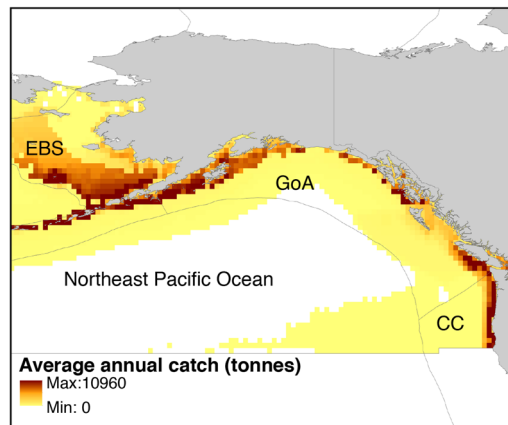 EBS
GoA
Northeast Pacific Ocean
CC
Average annual catch (tonnes)
Max:10960
Min: 0